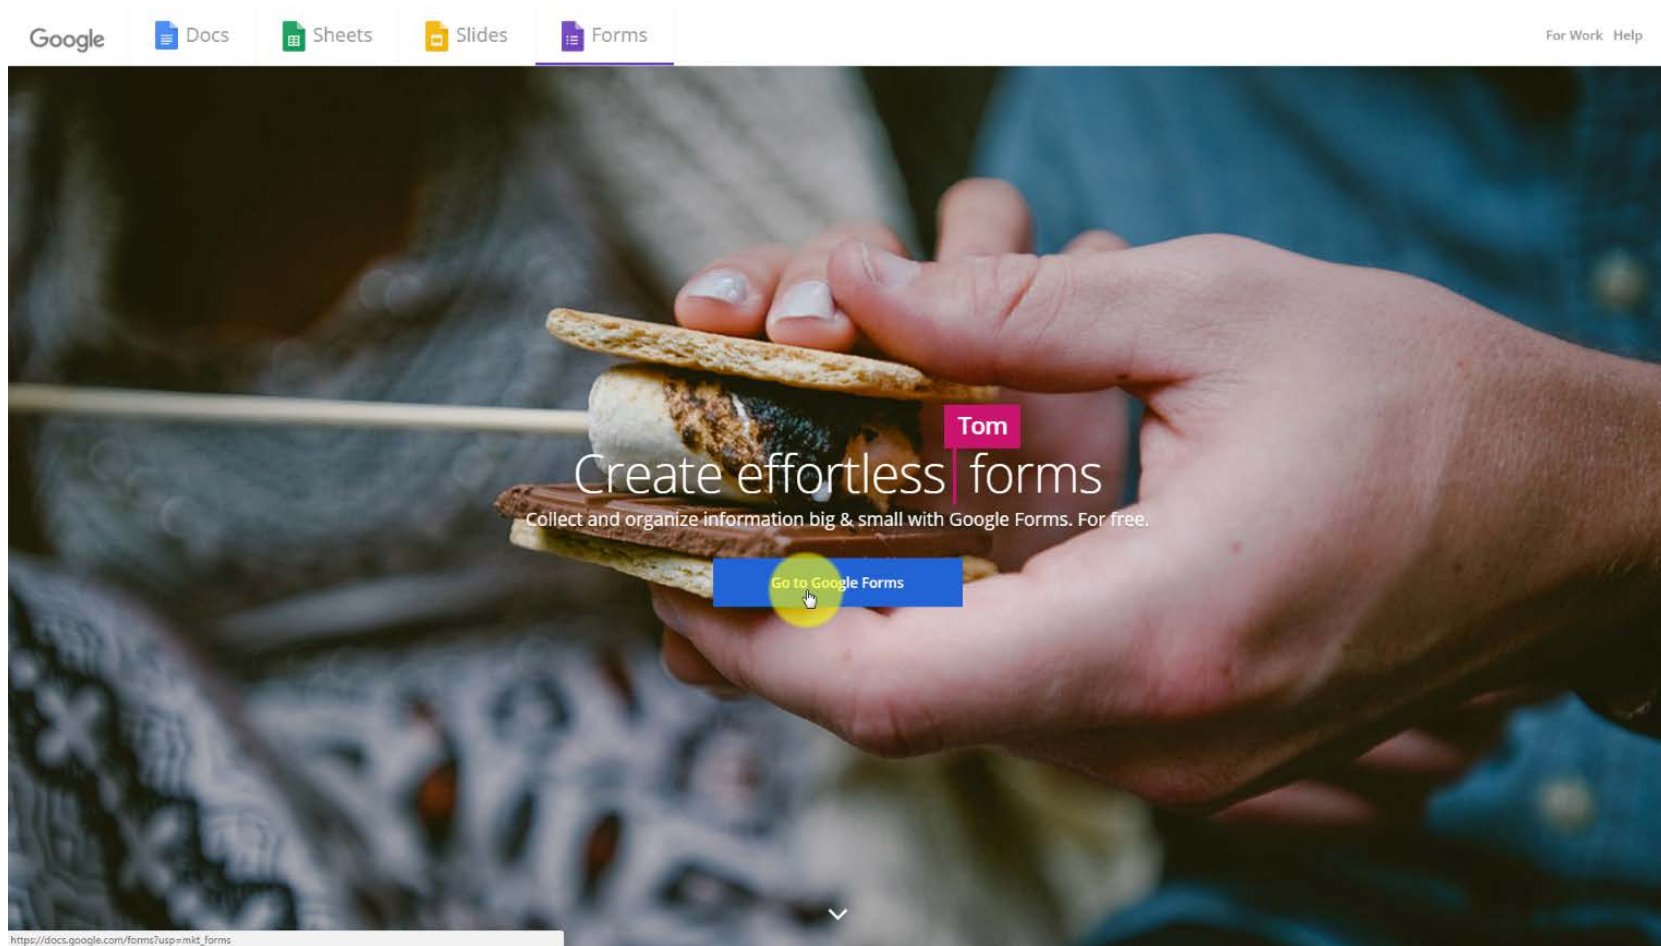 Google Docs Sheets Slides Forms For Work Help
Tom
Create effortless forms
Collect and organize information big & small with Google Forms. For free.
Go to Google Forms
https://docs.google.com/forms?usp=mkt_forms